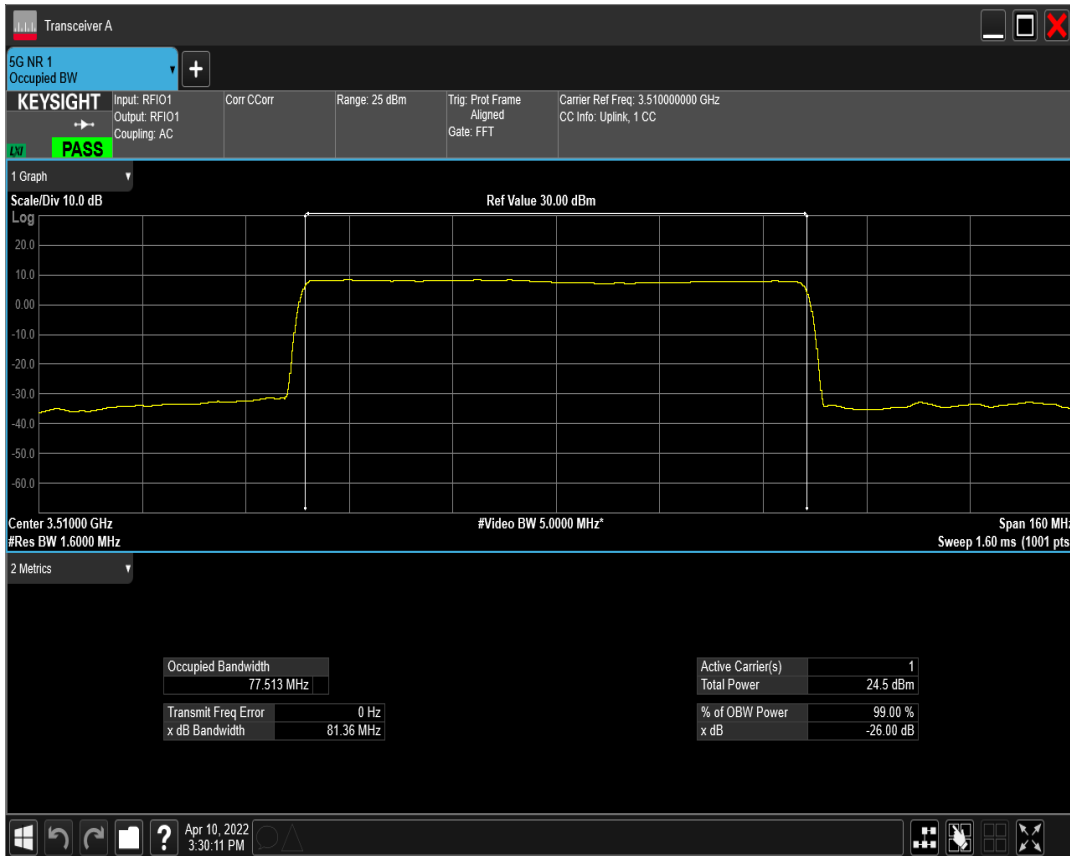 Transceiver A
5G NR 1
Occupied BW
KEYSIGHT
Input: RFIO1
Output: RFIO1
Coupling: AC
Corr CCorr
Range: 25 dBm
Trig: Prot Frame
Aligned
Gate: FFT
Carrier Ref Freq: 3.510000000 GHz
CC Info: Uplink, 1 CC
LXI
PASS
1 Graph
Scale/Div 10.0 dB
Ref Value 30.00 dBm
Log
20.0
10.0
0.00
-10.0
-20.0
-30.0
-40.0
-50.0
-60.0
Center 3.51000 GHz
#Video BW 5.0000 MHz*
Span 160 MHz
#Res BW 1.6000 MHz
Sweep 1.60 ms (1001 pts
2 Metrics
Occupied Bandwidth
77.513 MHz
Transmit Freq Error 0 Hz
x dB Bandwidth 81.36 MHz
Active Carrier(s) 1
Total Power 24.5 dBm
% of OBW Power 99.00 %
x dB -26.00 dB
?
Apr 10, 2022
3:30:11 PM